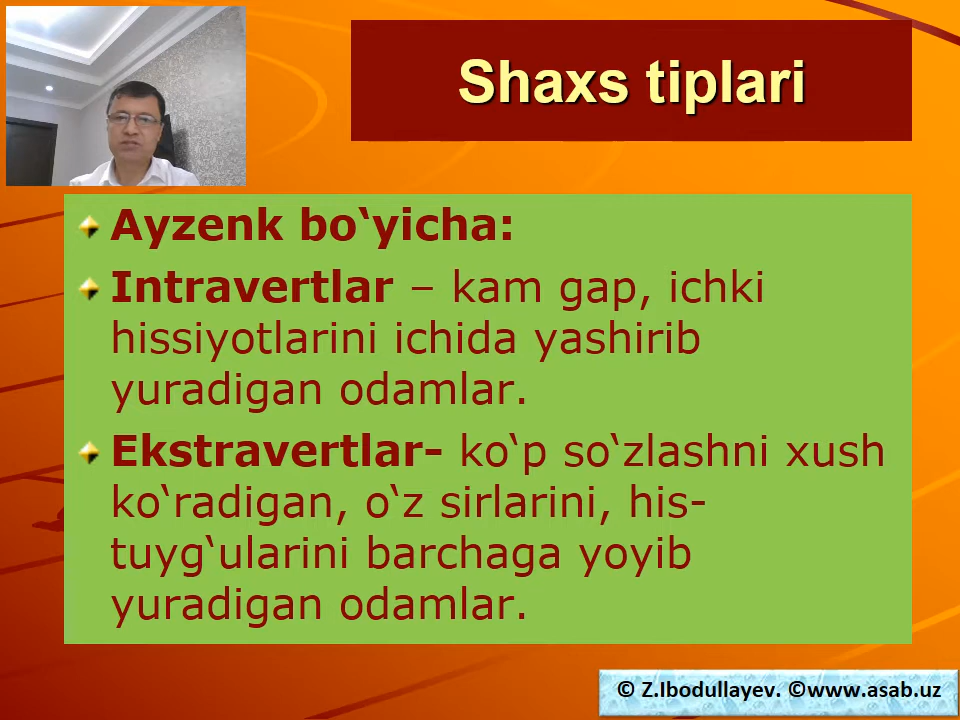 Shaxs tiplari
Ayzenk bo‘yicha:
Intravertlar – kam gap, ichki
hissiyotlarini ichida yashirib
yuradigan odamlar.
Ekstravertlar- ko‘p so‘zlashni xush
ko‘radigan, o‘z sirlarini, his-
tuyg‘ularini barchaga yoyib
yuradigan odamlar.
© Z.Ibodullayev. ©www.asab.uz